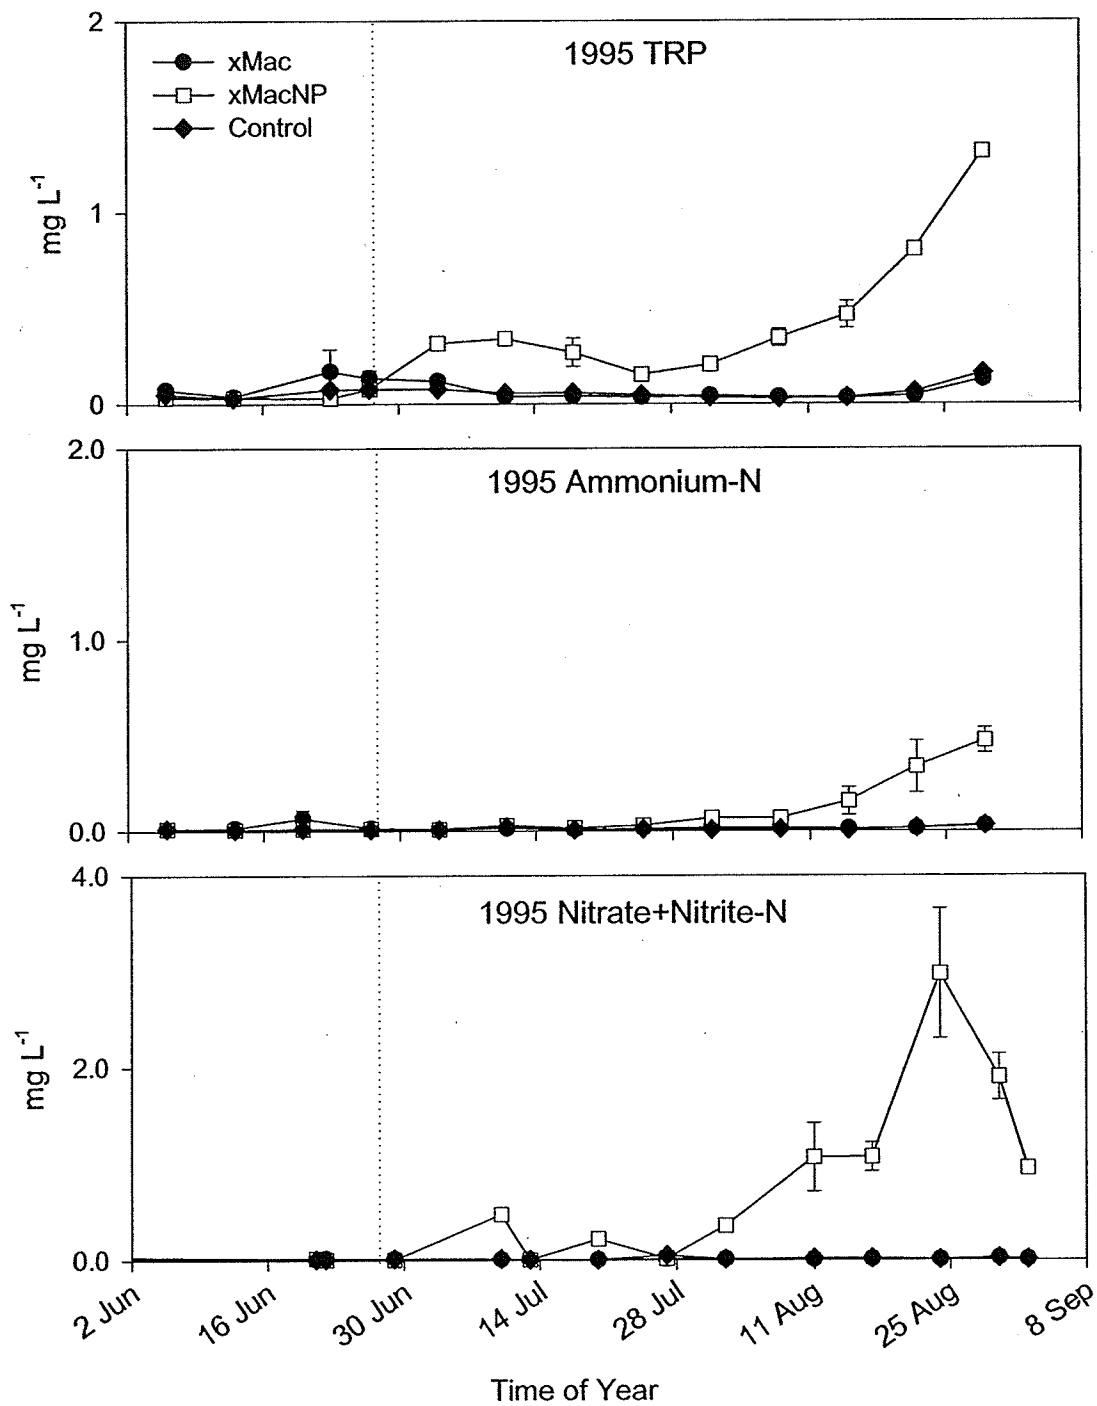 1995 TRP
xMac
xMacNP
Control
2
1
0
mg L⁻¹
1995 Ammonium-N
2.0
1.0
0.0
mg L⁻¹
1995 Nitrate+Nitrite-N
4.0
2.0
0.0
mg L⁻¹
2 Jun
16 Jun
30 Jun
14 Jul
28 Jul
11 Aug
25 Aug
8 Sep
Time of Year